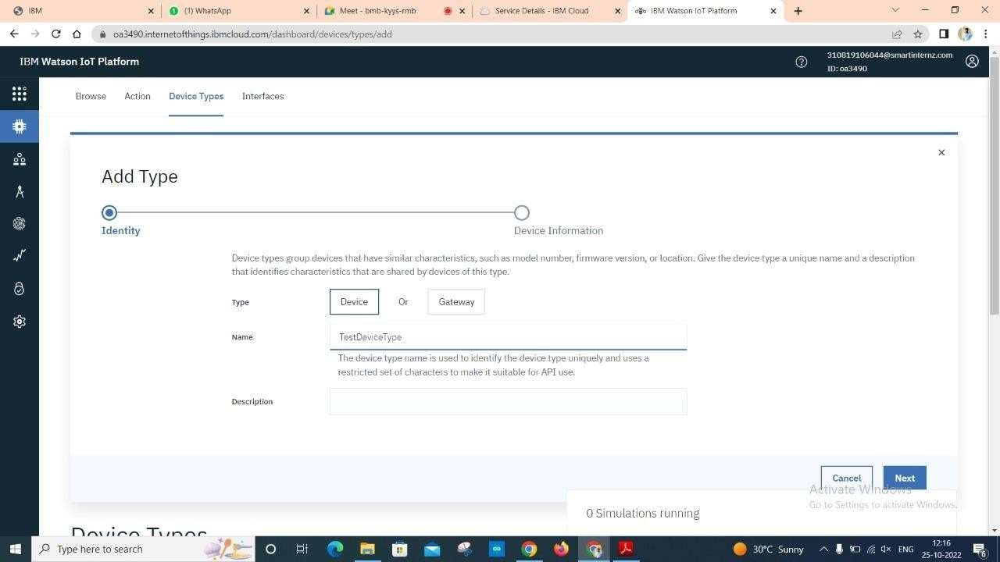 IBM
(1) WhatsApp
Meet - bmb-kyys-rmb
Service Details - IBM Cloud
IBM Watson IoT Platform
oa3490.internetofthings.ibmcloud.com/dashboard/devices/types/add
IBM Watson IoT Platform
310819106044@smartinternz.com
ID: oa3490
Browse
Action
Device Types
Interfaces
Add Type
Identity
Device Information
Device types group devices that have similar characteristics, such as model number, firmware version, or location. Give the device type a unique name and a description
that identifies characteristics that are shared by devices of this type.
Type
Device
Or
Gateway
Name
TestDeviceType
The device type name is used to identify the device type uniquely and uses a
restricted set of characters to make it suitable for API use.
Description
Cancel
Next
Activate Windows
Go to Settings to activate Windows.
0 Simulations running
Device Types
Type here to search
30°C Sunny
ENG
12:16
25-10-2022
6